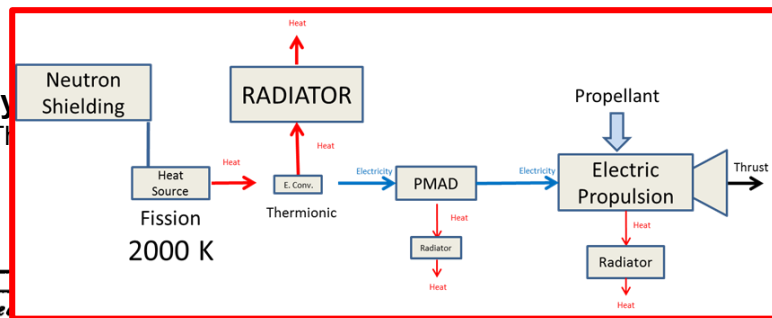 Heat
Neutron
Shielding
RADIATOR
Propellant
Heat
Heat
Heat
Source
E. Conv.
Electricity
PMAD
Electricity
Electric
Propulsion
Thrust
Fission
2000 K
Thermionic
Heat
Radiator
Heat
Heat
Radiator
Heat